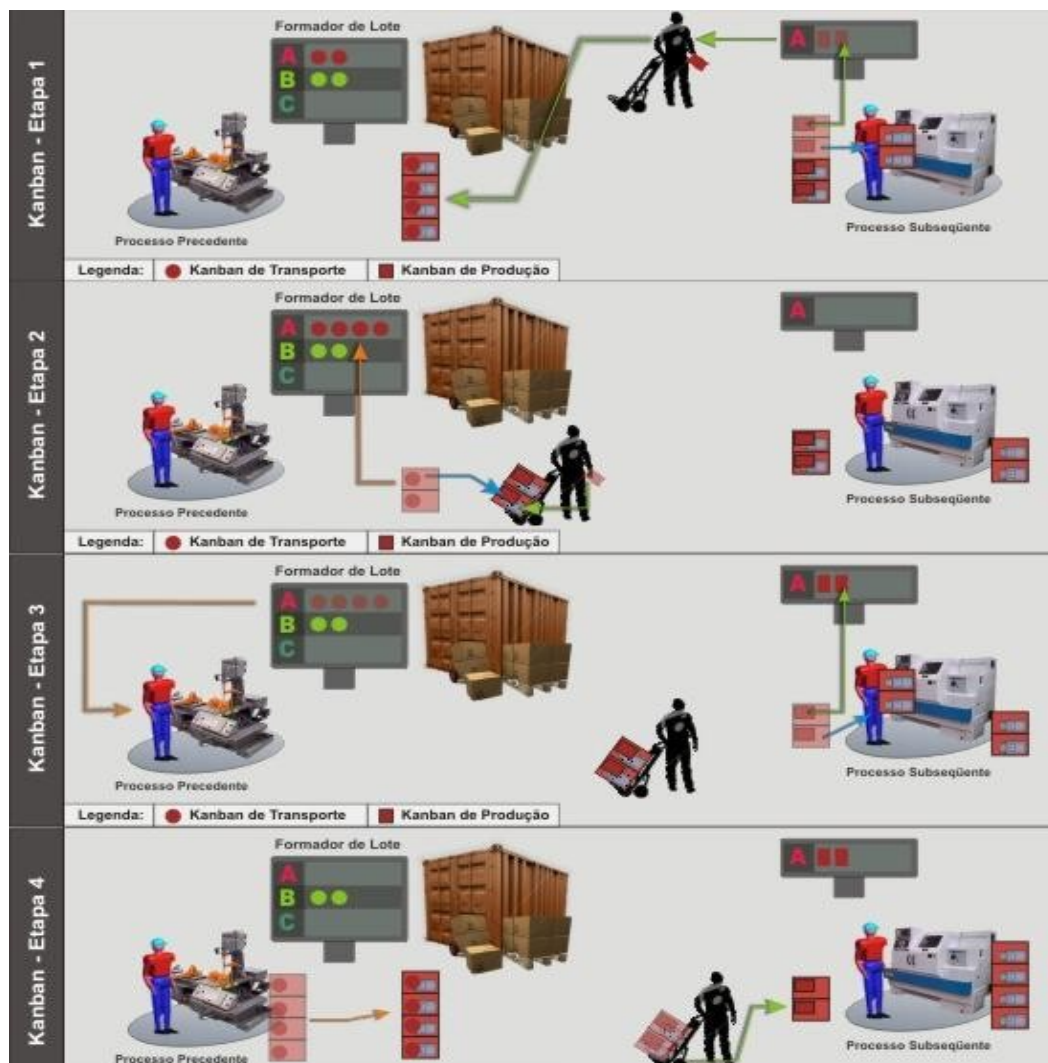 Kanban - Etapa 1
Formador de Lote
A
B
C
A
Processo Precedente
Processo Subseqüente
Legenda: Kanban de Transporte Kanban de Produção
Kanban - Etapa 2
Formador de Lote
A
B
C
A
Processo Precedente
Processo Subseqüente
Legenda: Kanban de Transporte Kanban de Produção
Kanban - Etapa 3
Formador de Lote
A
B
C
A
Processo Precedente
Processo Subseqüente
Legenda: Kanban de Transporte Kanban de Produção
Kanban - Etapa 4
Formador de Lote
A
B
C
A
Processo Precedente
Processo Subseqüente